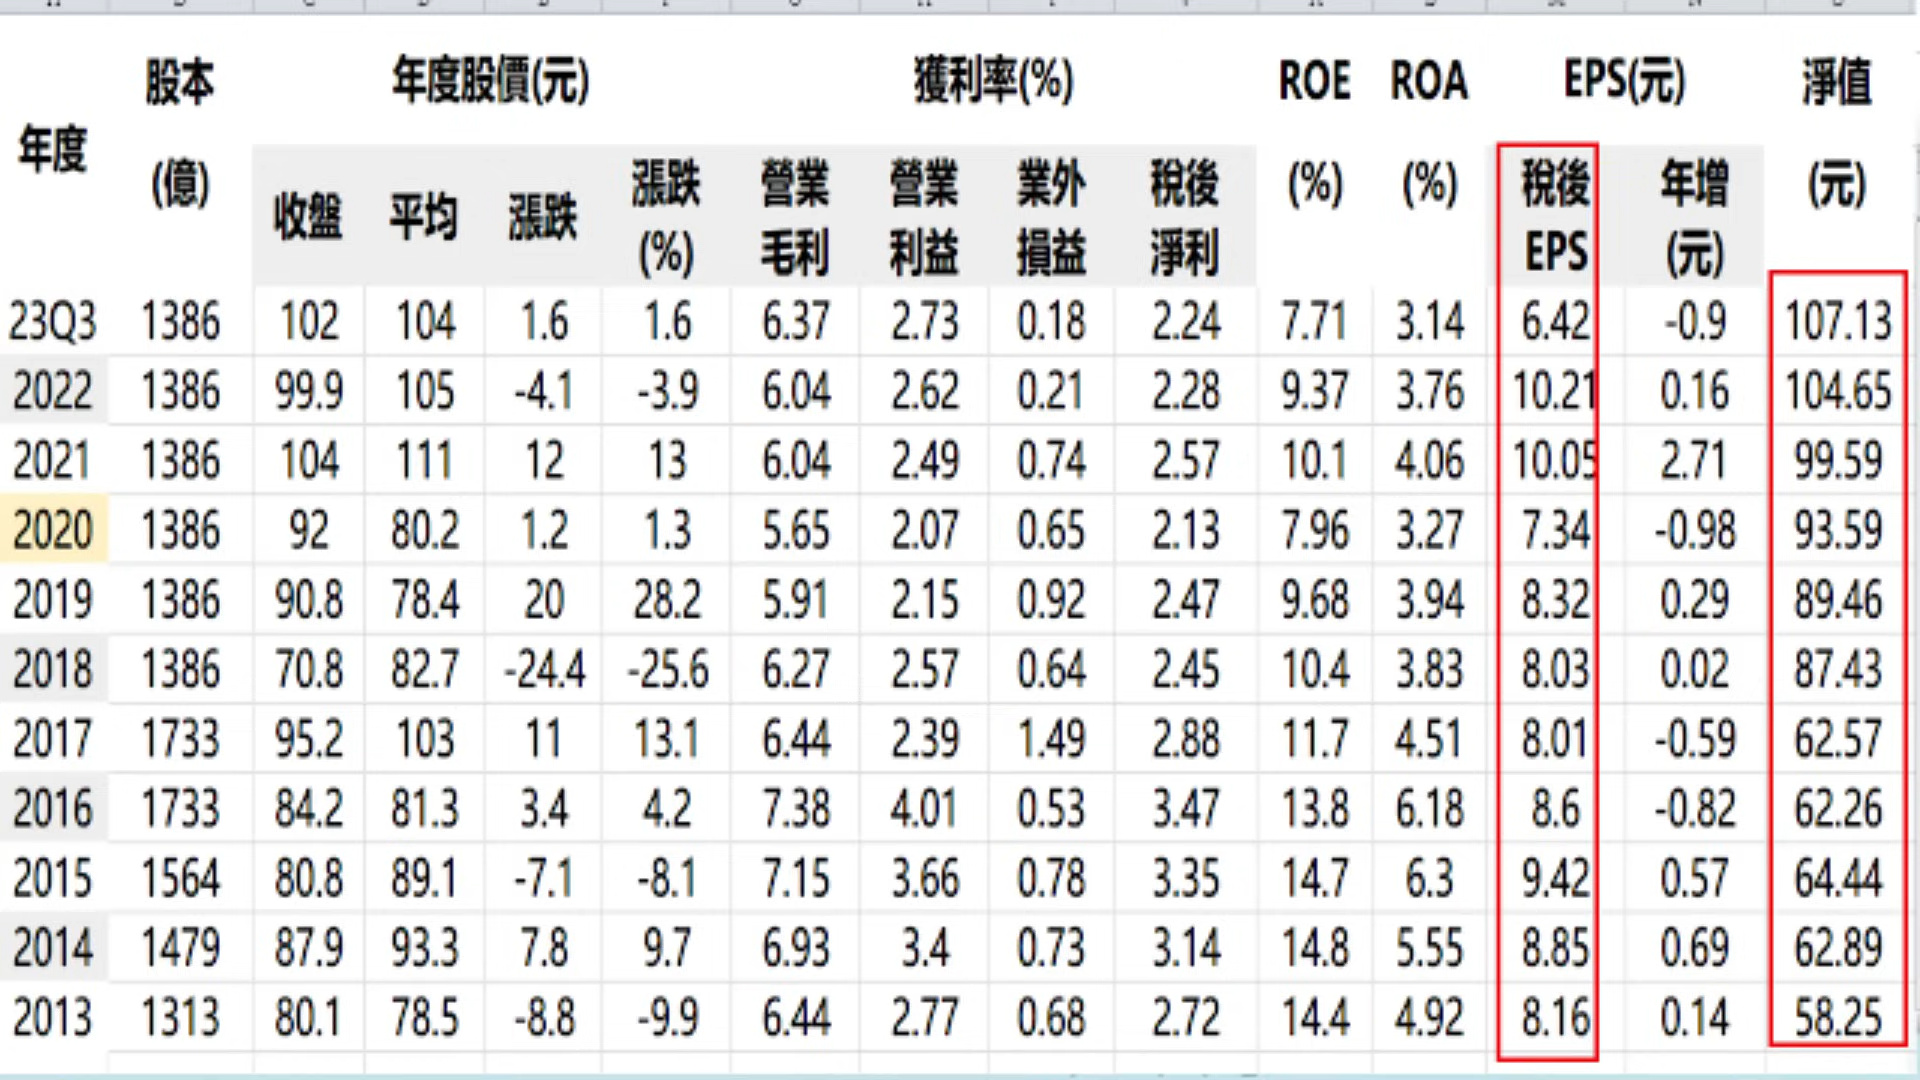 股本 年度股價(元) 獲利率(%) ROE ROA EPS(元) 淨值
年度 (億) 收盤 平均 漲跌 漲跌(%) 營業毛利 營業利益 業外損益 稅後淨利 (%) (%) 稅後EPS 年增(元) (元)
23Q3 1386 102 104 1.6 1.6 6.37 2.73 0.18 2.24 7.71 3.14 6.42 -0.9 107.13
2022 1386 99.9 105 -4.1 -3.9 6.04 2.62 0.21 2.28 9.37 3.76 10.21 0.16 104.65
2021 1386 104 111 12 13 6.04 2.49 0.74 2.57 10.1 4.06 10.05 2.71 99.59
2020 1386 92 80.2 1.2 1.3 5.65 2.07 0.65 2.13 7.96 3.27 7.34 -0.98 93.59
2019 1386 90.8 78.4 20 28.2 5.91 2.15 0.92 2.47 9.68 3.94 8.32 0.29 89.46
2018 1386 70.8 82.7 -24.4 -25.6 6.27 2.57 0.64 2.45 10.4 3.83 8.03 0.02 87.43
2017 1733 95.2 103 11 13.1 6.44 2.39 1.49 2.88 11.7 4.51 8.01 -0.59 62.57
2016 1733 84.2 81.3 3.4 4.2 7.38 4.01 0.53 3.47 13.8 6.18 8.6 -0.82 62.26
2015 1564 80.8 89.1 -7.1 -8.1 7.15 3.66 0.78 3.35 14.7 6.3 9.42 0.57 64.44
2014 1479 87.9 93.3 7.8 9.7 6.93 3.4 0.73 3.14 14.8 5.55 8.85 0.69 62.89
2013 1313 80.1 78.5 -8.8 -9.9 6.44 2.77 0.68 2.72 14.4 4.92 8.16 0.14 58.25